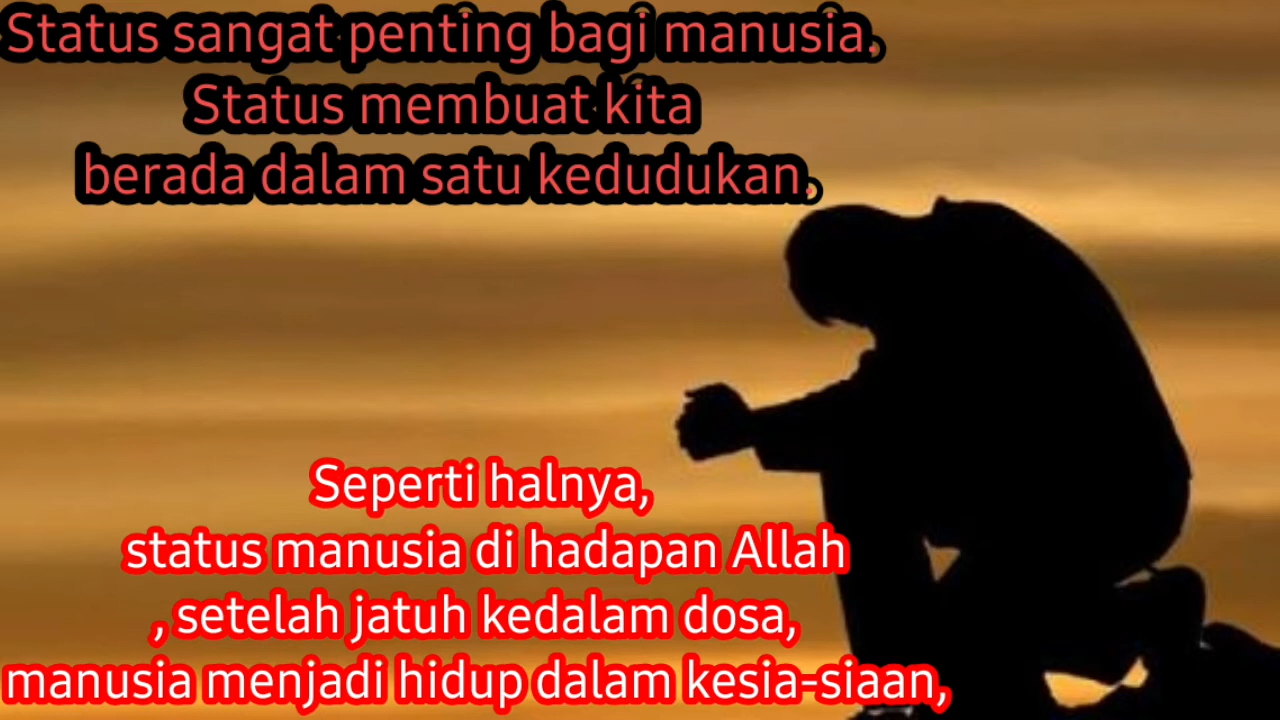 Status sangat penting bagi manusia.
Status membuat kita
berada dalam satu kedudukan.
Seperti halnya,
status manusia di hadapan Allah
, setelah jatuh kedalam dosa,
manusia menjadi hidup dalam kesia-siaan,